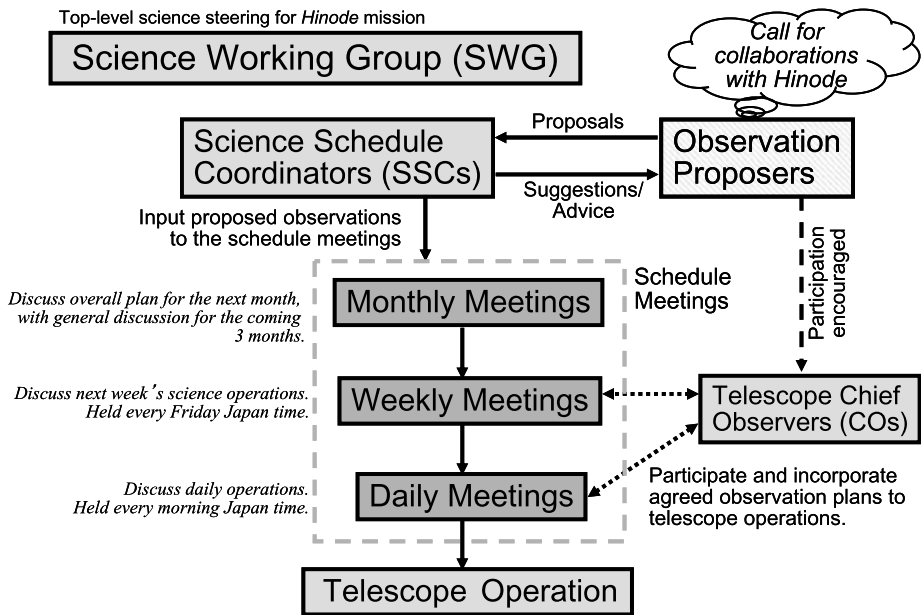 Top-level science steering for Hinode mission
Science Working Group (SWG)
Call for
collaborations
with Hinode
Science Schedule
Coordinators (SSCs)
Proposals
Suggestions/
Advice
Observation
Proposers
Input proposed observations
to the schedule meetings
Participation
encouraged
Schedule
Meetings
Discuss overall plan for the next month,
with general discussion for the coming
3 months.
Monthly Meetings
Discuss next week's science operations.
Held every Friday Japan time.
Weekly Meetings
Telescope Chief
Observers (COs)
Discuss daily operations.
Held every morning Japan time.
Daily Meetings
Participate and incorporate
agreed observation plans to
telescope operations.
Telescope Operation